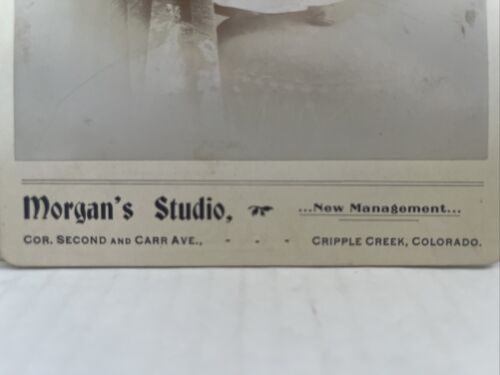 Morgan's Studio, ...New Management...
COR. SECOND AND CARR AVE., - - - CRIPPLE CREEK, COLORADO.